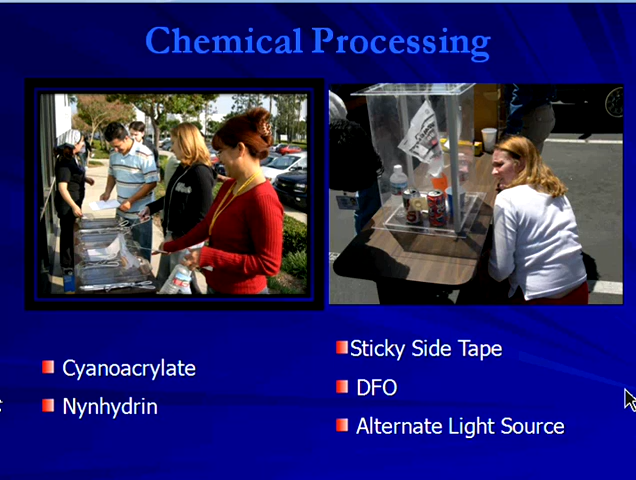 Chemical Processing
Cyanoacrylate
Nynhydrin
Sticky Side Tape
DFO
Alternate Light Source